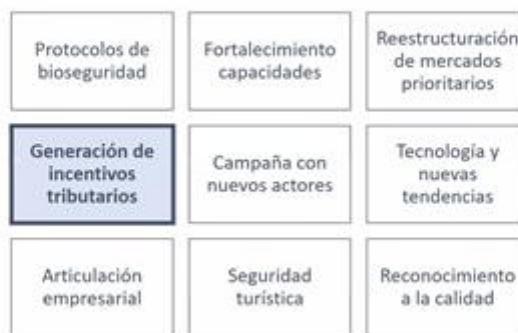 Protocolos de
bioseguridad
Fortalecimiento
capacidades
Reestructuración
de mercados
prioritarios
Generación de
incentivos
tributarios
Campaña con
nuevos actores
Tecnología y
nuevas
tendencias
Articulación
empresarial
Seguridad
turística
Reconocimiento
a la calidad